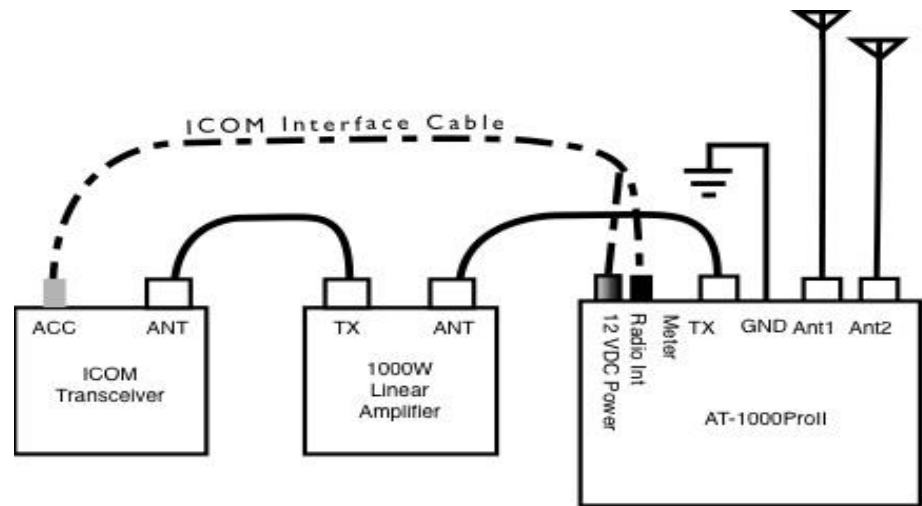 ICOM Interface Cable
ACC
ANT
ICOM
Transceiver
TX
ANT
1000W
Linear
Amplifier
12 VDC Power
Radio Int
Meter
TX
GND
Ant1
Ant2
AT-1000ProII